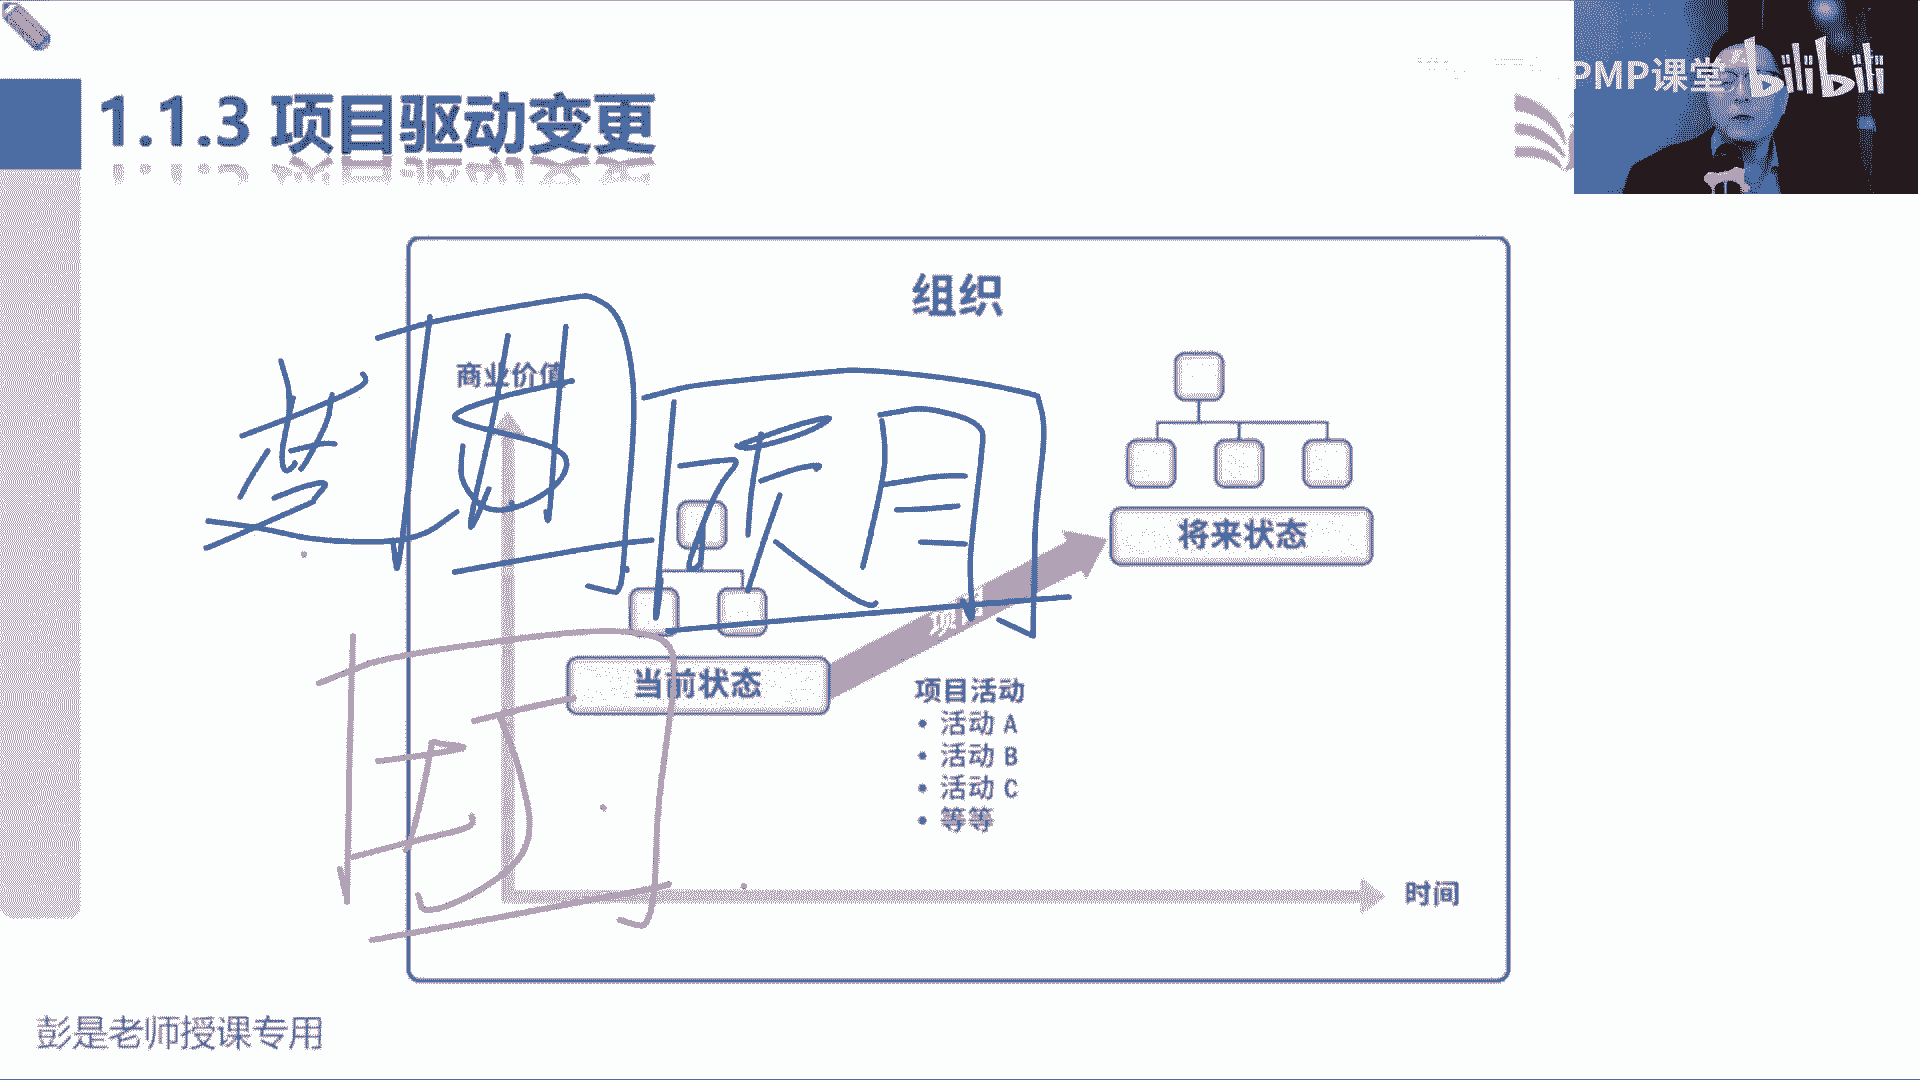 PMP课堂 bilibili
1.1.3 项目驱动变更
组织
商业价值
项目
将来状态
当前状态
项目活动
• 活动 A
• 活动 B
• 活动 C
• 等等
时间
彭是老师授课专用